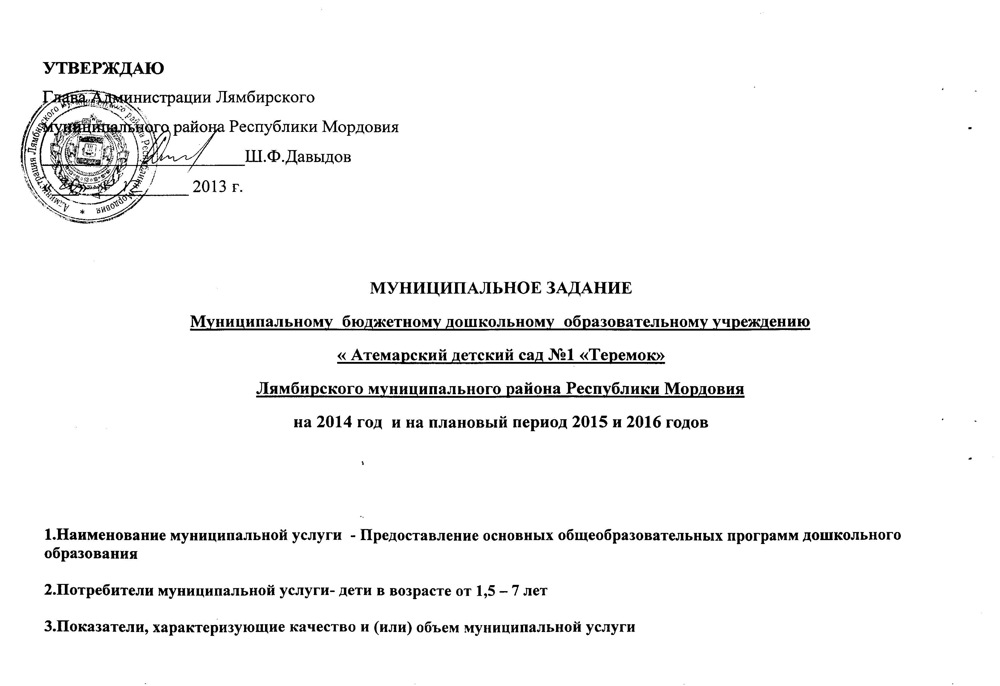 УТВЕРЖДАЮ
Глава Администрации Лямбирского
муниципального района Республики Мордовия
Ш.Ф.Давыдов
2013 г.
Администрация Лямбирского муниципального района Республики Мордовия *
МУНИЦИПАЛЬНОЕ ЗАДАНИЕ
Муниципальному бюджетному дошкольному образовательному учреждению
« Атемарский детский сад №1 «Теремок»
Лямбирского муниципального района Республики Мордовия
на 2014 год и на плановый период 2015 и 2016 годов
1.Наименование муниципальной услуги - Предоставление основных общеобразовательных программ дошкольного
образования
2.Потребители муниципальной услуги- дети в возрасте от 1,5 – 7 лет
3.Показатели, характеризующие качество и (или) объем муниципальной услуги